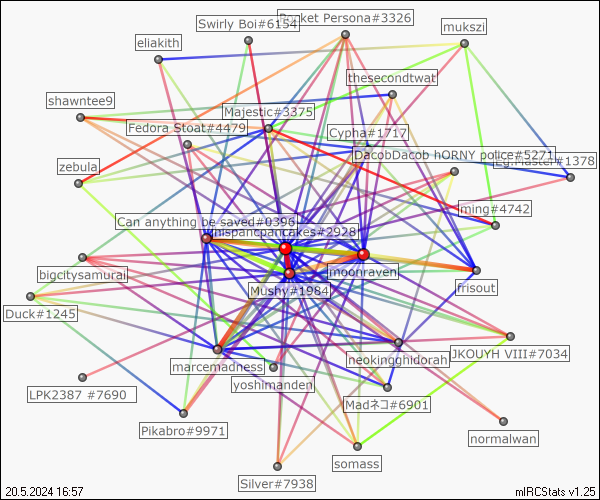 Swirly Boi#6154
Pocket Persona#3326
mukszi
eliakith
thesecondtwat
shawntee9
Majestic#3375
Fedora Stoat#4479
Cypha#1717
DacobDacob hORNY police#5271
#1378
zebula
ming#4742
Can anything be saved#0396
hispancpancakes#2928
bigcitysamurai
moonraven
frisout
Mushy#1984
Duck#1245
neokingghidorah
JKOUYH VIII#7034
marcemadness
yoshimanden
LPK2387 #7690
Madネコ#6901
Pikabro#9971
normalwan
somass
Silver#7938
20.5.2024 16:57
mIRCStats v1.25